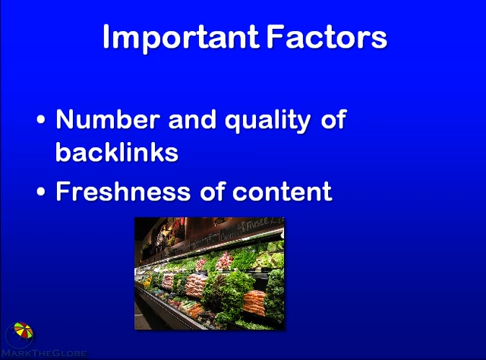 Important Factors
• Number and quality of
backlinks
• Freshness of content
MarkTheGlobe